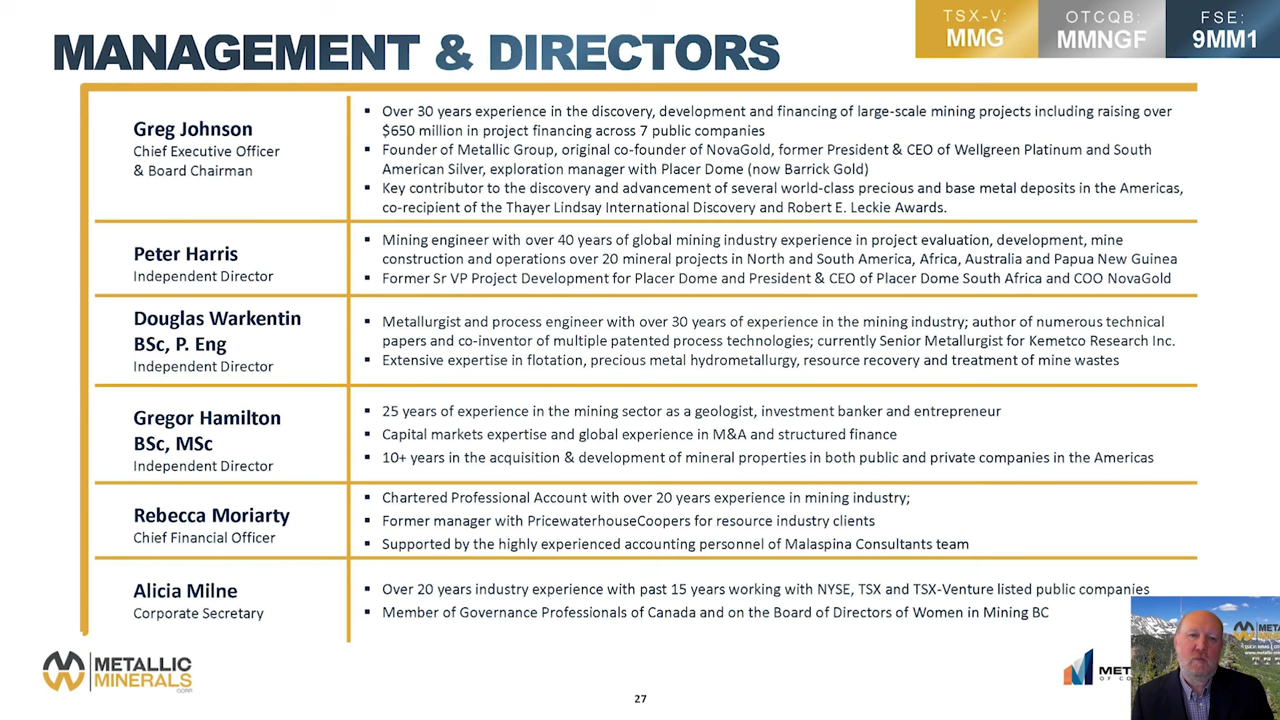 TSX-V:
MMG
OTCQB:
MMNGF
FSE:
9MM1
MANAGEMENT & DIRECTORS
Greg Johnson
Chief Executive Officer
& Board Chairman
▪ Over 30 years experience in the discovery, development and financing of large-scale mining projects including raising over
$650 million in project financing across 7 public companies
▪ Founder of Metallic Group, original co-founder of NovaGold, former President & CEO of Wellgreen Platinum and South
American Silver, exploration manager with Placer Dome (now Barrick Gold)
▪ Key contributor to the discovery and advancement of several world-class precious and base metal deposits in the Americas,
co-recipient of the Thayer Lindsay International Discovery and Robert E. Leckie Awards.
Peter Harris
Independent Director
▪ Mining engineer with over 40 years of global mining industry experience in project evaluation, development, mine
construction and operations over 20 mineral projects in North and South America, Africa, Australia and Papua New Guinea
▪ Former Sr VP Project Development for Placer Dome and President & CEO of Placer Dome South Africa and COO NovaGold
Douglas Warkentin
BSc, P. Eng
Independent Director
▪ Metallurgist and process engineer with over 30 years of experience in the mining industry; author of numerous technical
papers and co-inventor of multiple patented process technologies; currently Senior Metallurgist for Kemetco Research Inc.
▪ Extensive expertise in flotation, precious metal hydrometallurgy, resource recovery and treatment of mine wastes
Gregor Hamilton
BSc, MSc
Independent Director
▪ 25 years of experience in the mining sector as a geologist, investment banker and entrepreneur
▪ Capital markets expertise and global experience in M&A and structured finance
▪ 10+ years in the acquisition & development of mineral properties in both public and private companies in the Americas
Rebecca Moriarty
Chief Financial Officer
▪ Chartered Professional Account with over 20 years experience in mining industry;
▪ Former manager with PricewaterhouseCoopers for resource industry clients
▪ Supported by the highly experienced accounting personnel of Malaspina Consultants team
Alicia Milne
Corporate Secretary
▪ Over 20 years industry experience with past 15 years working with NYSE, TSX and TSX-Venture listed public companies
▪ Member of Governance Professionals of Canada and on the Board of Directors of Women in Mining BC
METALLIC
MINERALS
CORP
27